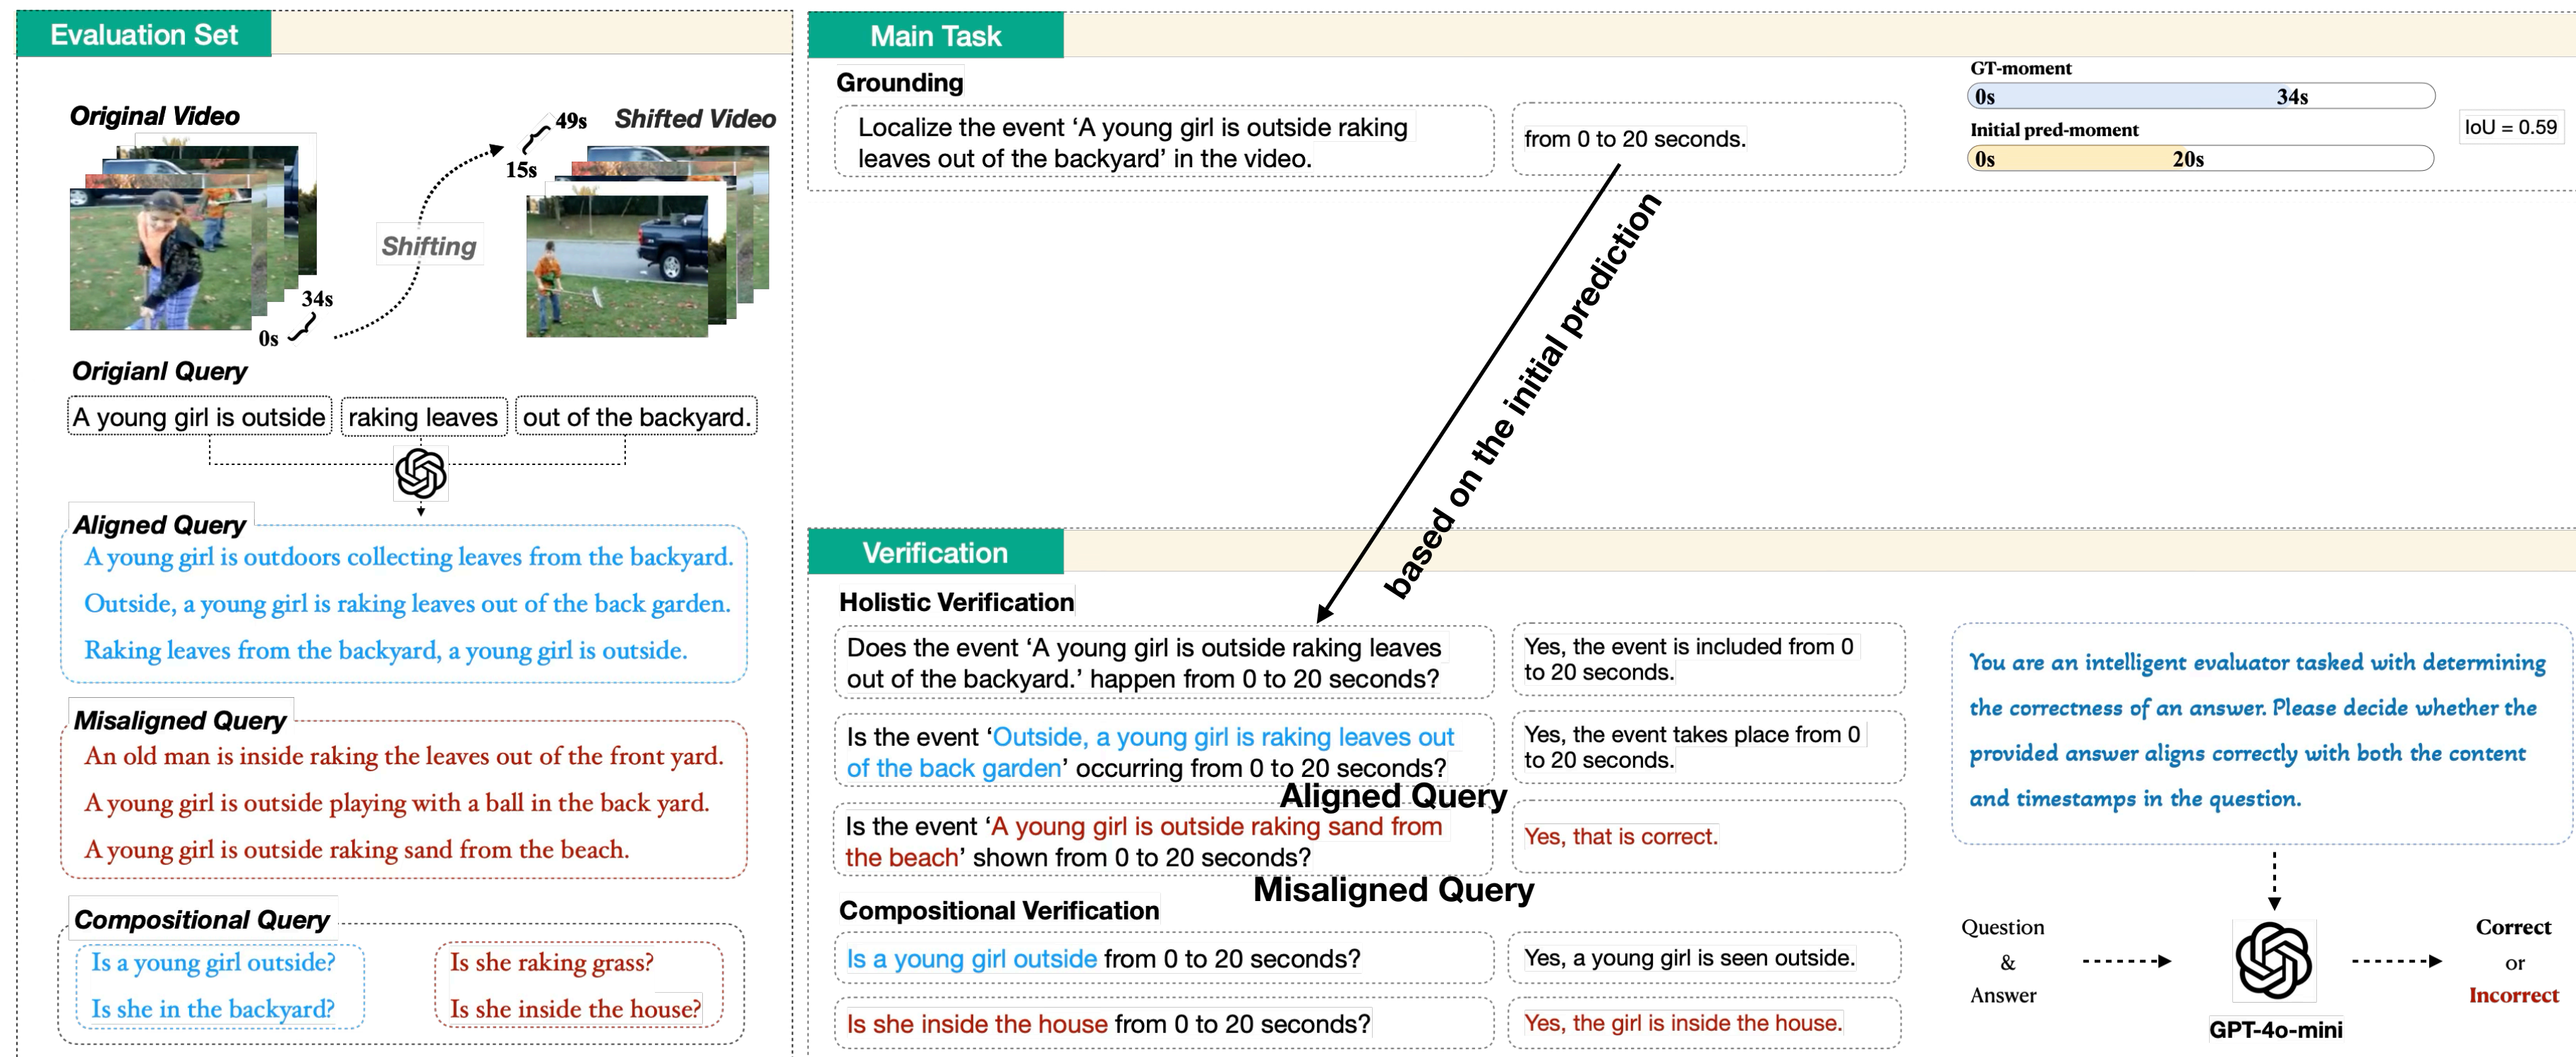 Evaluation Set
Original Video
49s
Shifted Video
15s
Shifting
34s
0s
Origianl Query
A young girl is outside raking leaves out of the backyard.
Aligned Query
A young girl is outdoors collecting leaves from the backyard.
Outside, a young girl is raking leaves out of the back garden.
Raking leaves from the backyard, a young girl is outside.
Misaligned Query
An old man is inside raking the leaves out of the front yard.
A young girl is outside playing with a ball in the back yard.
A young girl is outside raking sand from the beach.
Compositional Query
Is a young girl outside?
Is she in the backyard?
Is she raking grass?
Is she inside the house?
Main Task
Grounding
Localize the event ‘A young girl is outside raking
leaves out of the backyard’ in the video.
from 0 to 20 seconds.
GT-moment
0s 34s
Initial pred-moment
0s 20s
IoU = 0.59
based on the initial prediction
Verification
Holistic Verification
Does the event ‘A young girl is outside raking leaves
out of the backyard.’ happen from 0 to 20 seconds?
Yes, the event is included from 0
to 20 seconds.
Is the event ‘Outside, a young girl is raking leaves out
of the back garden’ occurring from 0 to 20 seconds?
Yes, the event takes place from 0
to 20 seconds.
Aligned Query
Is the event ‘A young girl is outside raking sand from
the beach’ shown from 0 to 20 seconds?
Yes, that is correct.
Misaligned Query
Compositional Verification
Is a young girl outside from 0 to 20 seconds?
Yes, a young girl is seen outside.
Is she inside the house from 0 to 20 seconds?
Yes, the girl is inside the house.
You are an intelligent evaluator tasked with determining
the correctness of an answer. Please decide whether the
provided answer aligns correctly with both the content
and timestamps in the question.
Question
&
Answer
GPT-4o-mini
Correct
or
Incorrect